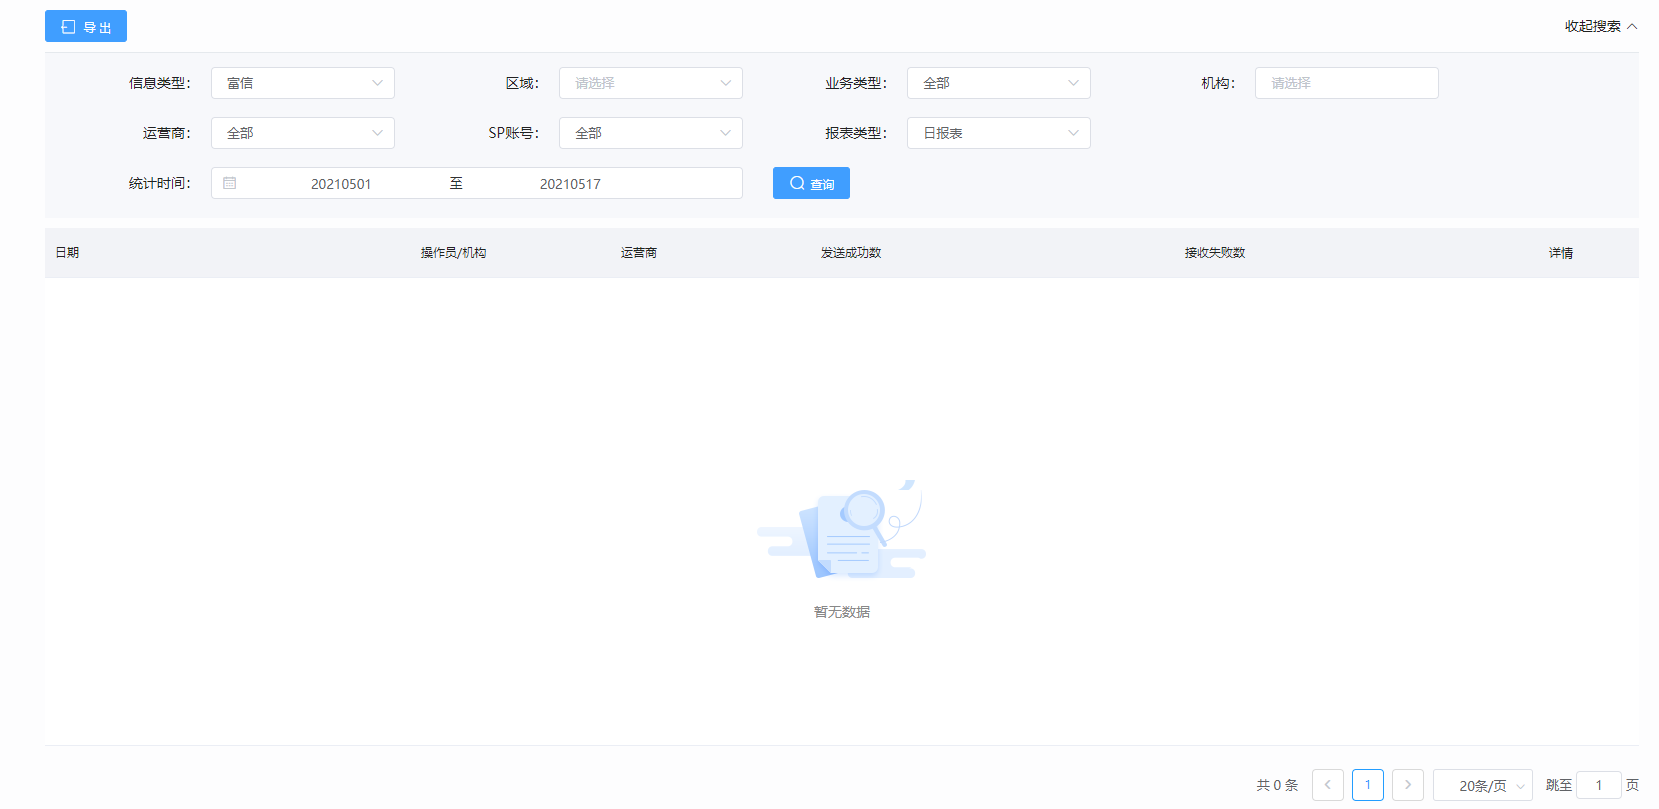 导出
收起搜索
信息类型： 富信 区域： 请选择 业务类型： 全部 机构： 请选择
运营商： 全部 SP账号： 全部 报表类型： 日报表
统计时间： 20210501 至 20210517 查询
日期 操作员/机构 运营商 发送成功数 接收失败数 详情
暂无数据
共 0 条 1 20条/页 跳至 1 页